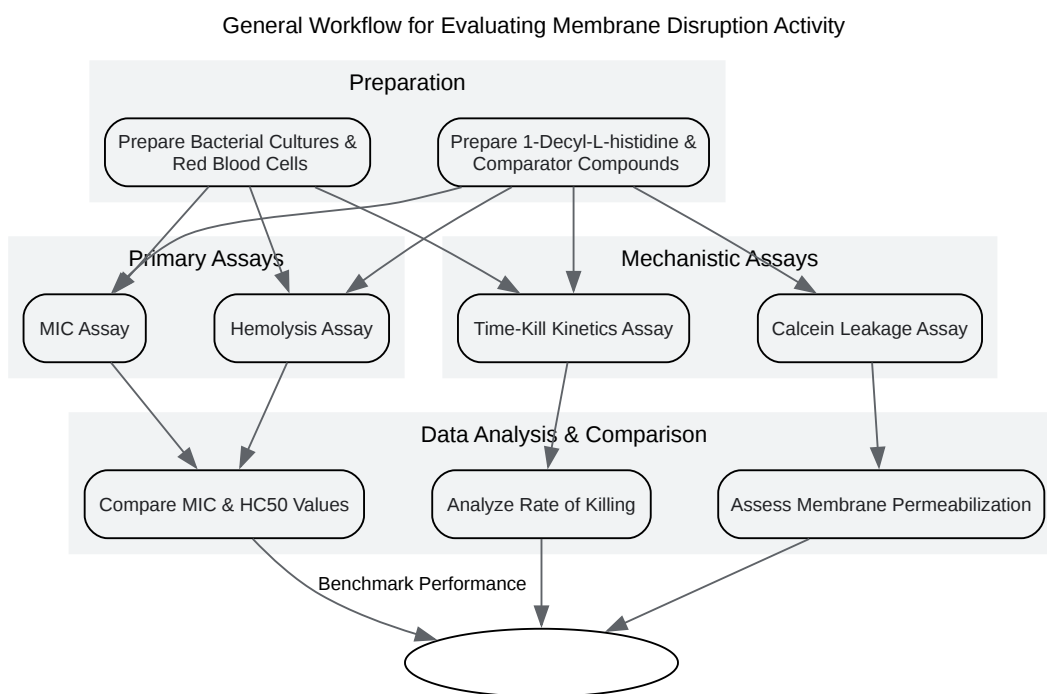 General Workflow for Evaluating Membrane Disruption Activity
Preparation
Prepare Bacterial Cultures &
Red Blood Cells
Prepare 1-Decyl-L-histidine &
Comparator Compounds
Primary Assays
Mechanistic Assays
MIC Assay
Hemolysis Assay
Time-Kill Kinetics Assay
Calcein Leakage Assay
Data Analysis & Comparison
Compare MIC & HC50 Values
Analyze Rate of Killing
Assess Membrane Permeabilization
Benchmark Performance